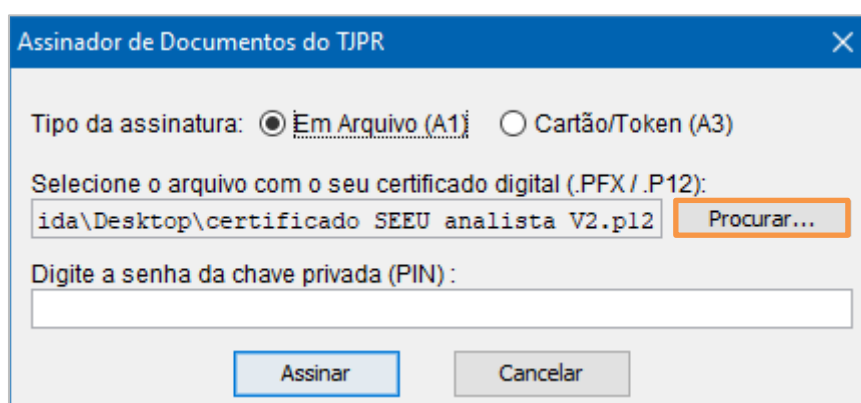 Assinador de Documentos do TJPR
Tipo da assinatura: Em Arquivo (A1) Cartão/Token (A3)
Selecione o arquivo com o seu certificado digital (.PFX / .P12):
ida\Desktop\certificado SEEU analista V2.p12 Procurar...
Digite a senha da chave privada (PIN) :
Assinar Cancelar